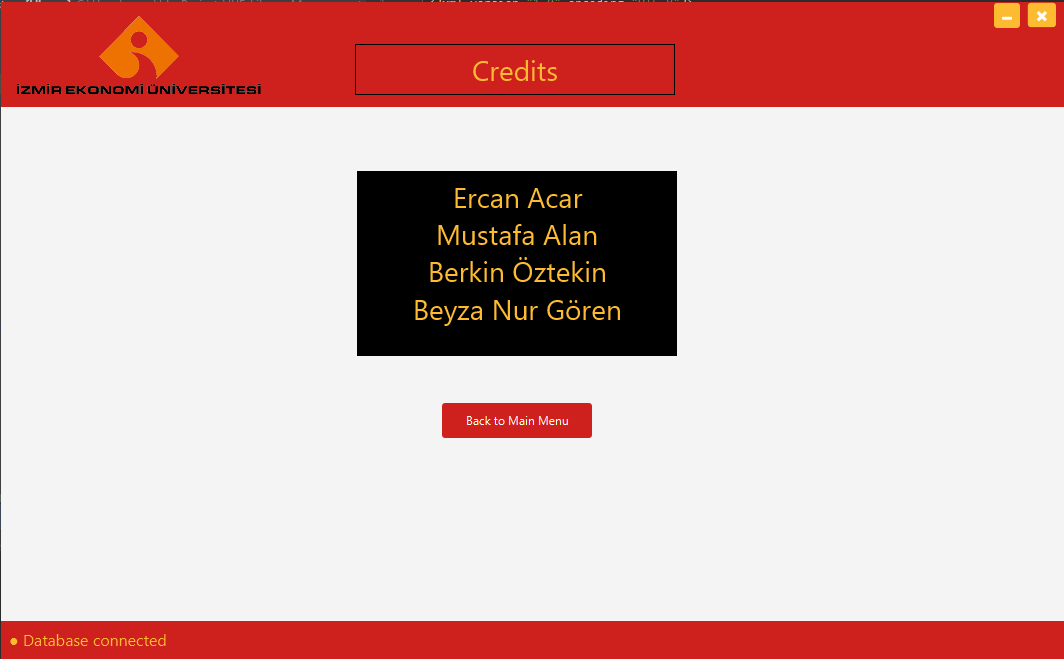 İZMİR EKONOMİ ÜNİVERSİTESİ
Credits
Ercan Acar
Mustafa Alan
Berkin Öztekin
Beyza Nur Gören
Back to Main Menu
● Database connected